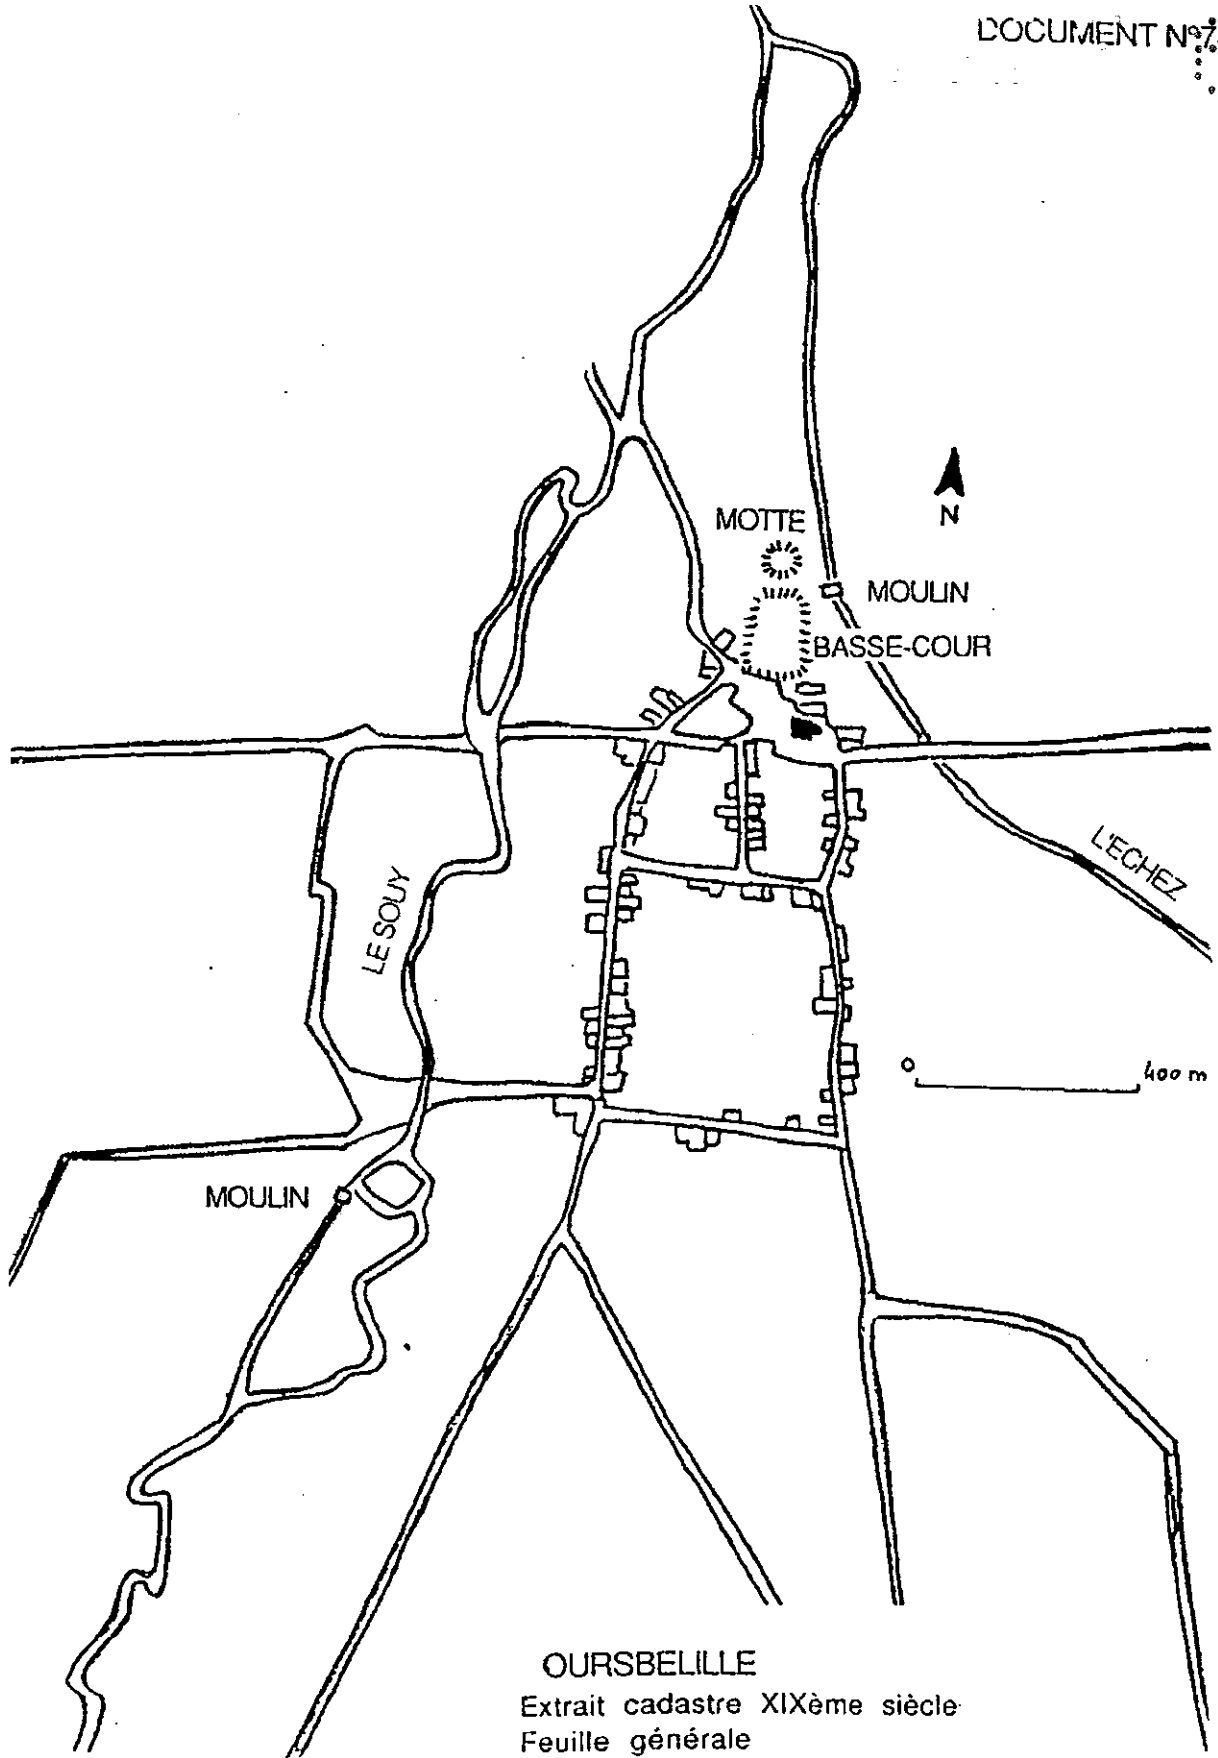 DOCUMENT N°7
MOTTE
N
MOULIN
BASSE-COUR
LE SOUY
L'ECHEZ
0 400 m
MOULIN
OURSBELILLE
Extrait cadastre XIXème siècle
Feuille générale